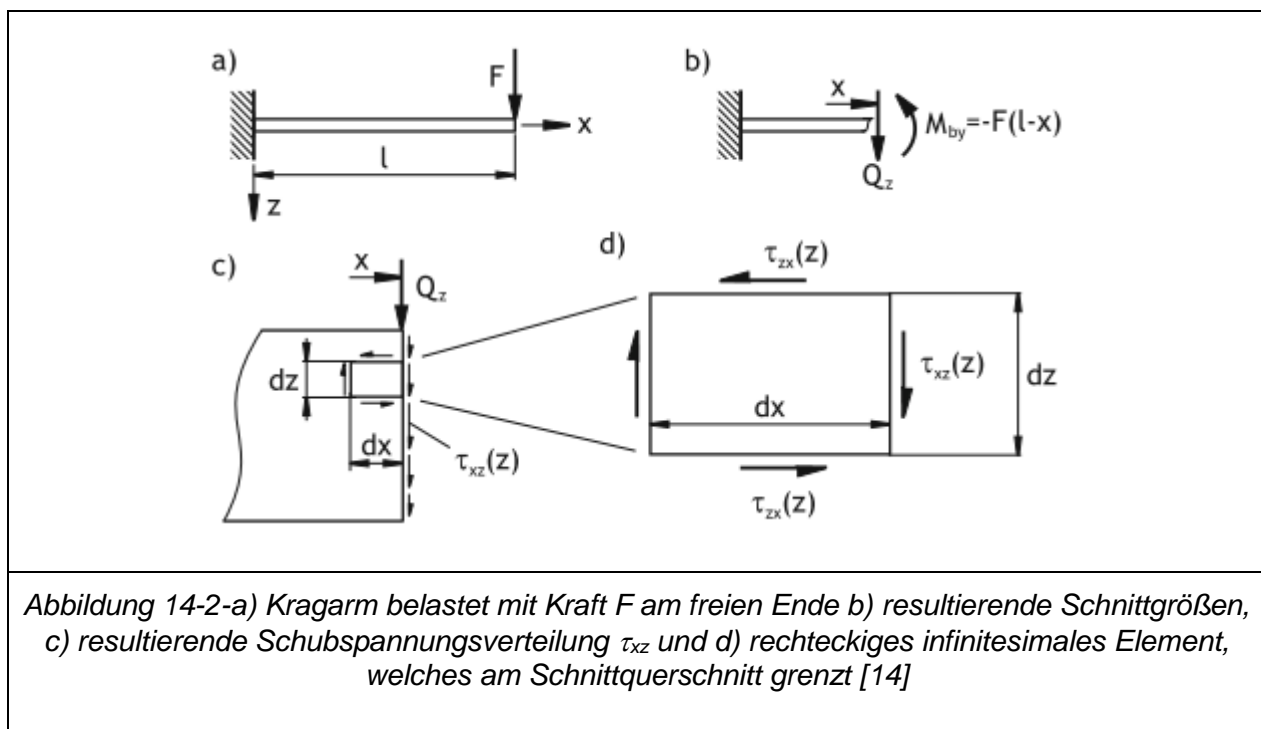 a)
F
x
l
z
b)
x
M_by=-F(l-x)
Q_z
c)
x
Q_z
dz
dx
τ_xz(z)
d)
τ_zx(z)
τ_xz(z)
dz
dx
τ_zx(z)
Abbildung 14-2-a) Kragarm belastet mit Kraft F am freien Ende b) resultierende Schnittgrößen,
c) resultierende Schubspannungsverteilung τxz und d) rechteckiges infinitesimales Element,
welches am Schnittquerschnitt grenzt [14]